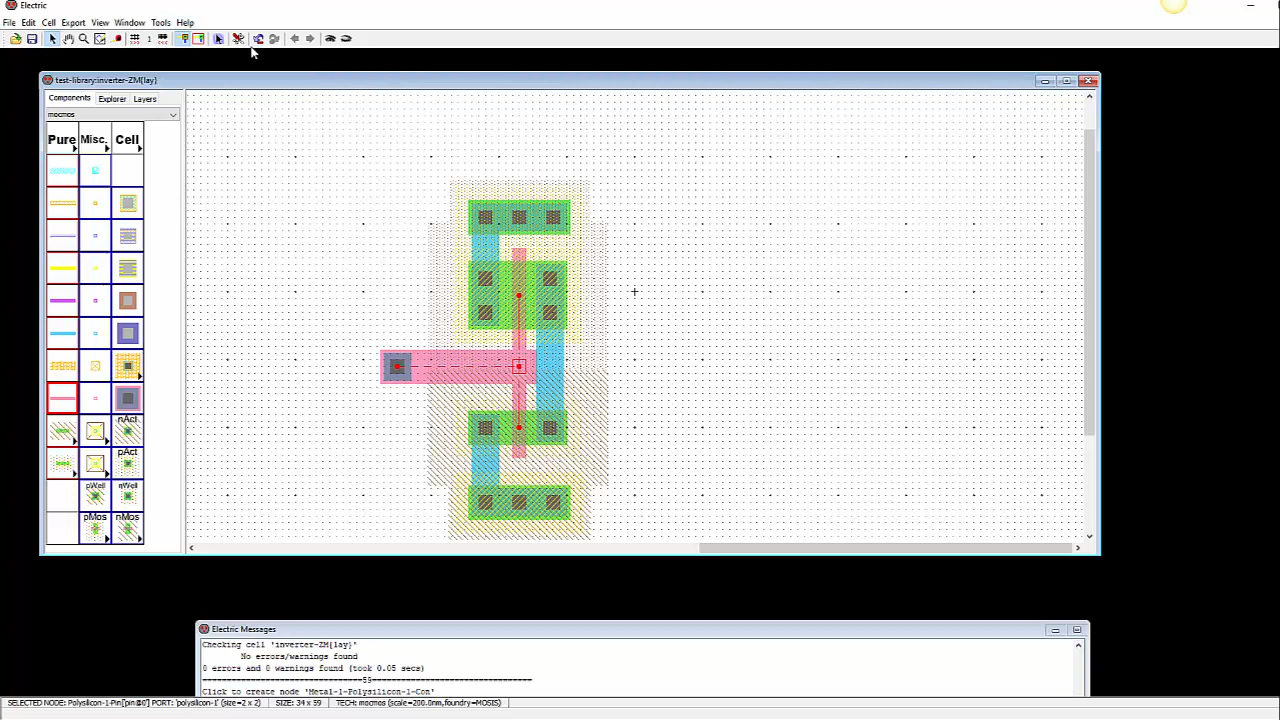 Electric
File Edit Cell Export View Window Tools Help
1
test-library:inverter-ZM{lay}
Components Explorer Layers
mocmos
Pure Misc. Cell
nAct
pAct
pWell nWell
pMos nMos
Electric Messages
Checking cell 'inverter-ZM{lay}'
No errors/warnings found
0 errors and 0 warnings found (took 0.05 secs)
=================================59=================================
Click to create node 'Metal-1-Polysilicon-1-Con'
SELECTED NODE: Polysilicon-1-Pin[pin@0'] PORT: 'polysilicon-1' (size=2 x 2) SIZE: 34 x 59 TECH: mocmos (scale=200.0nm,foundry=MOSIS)